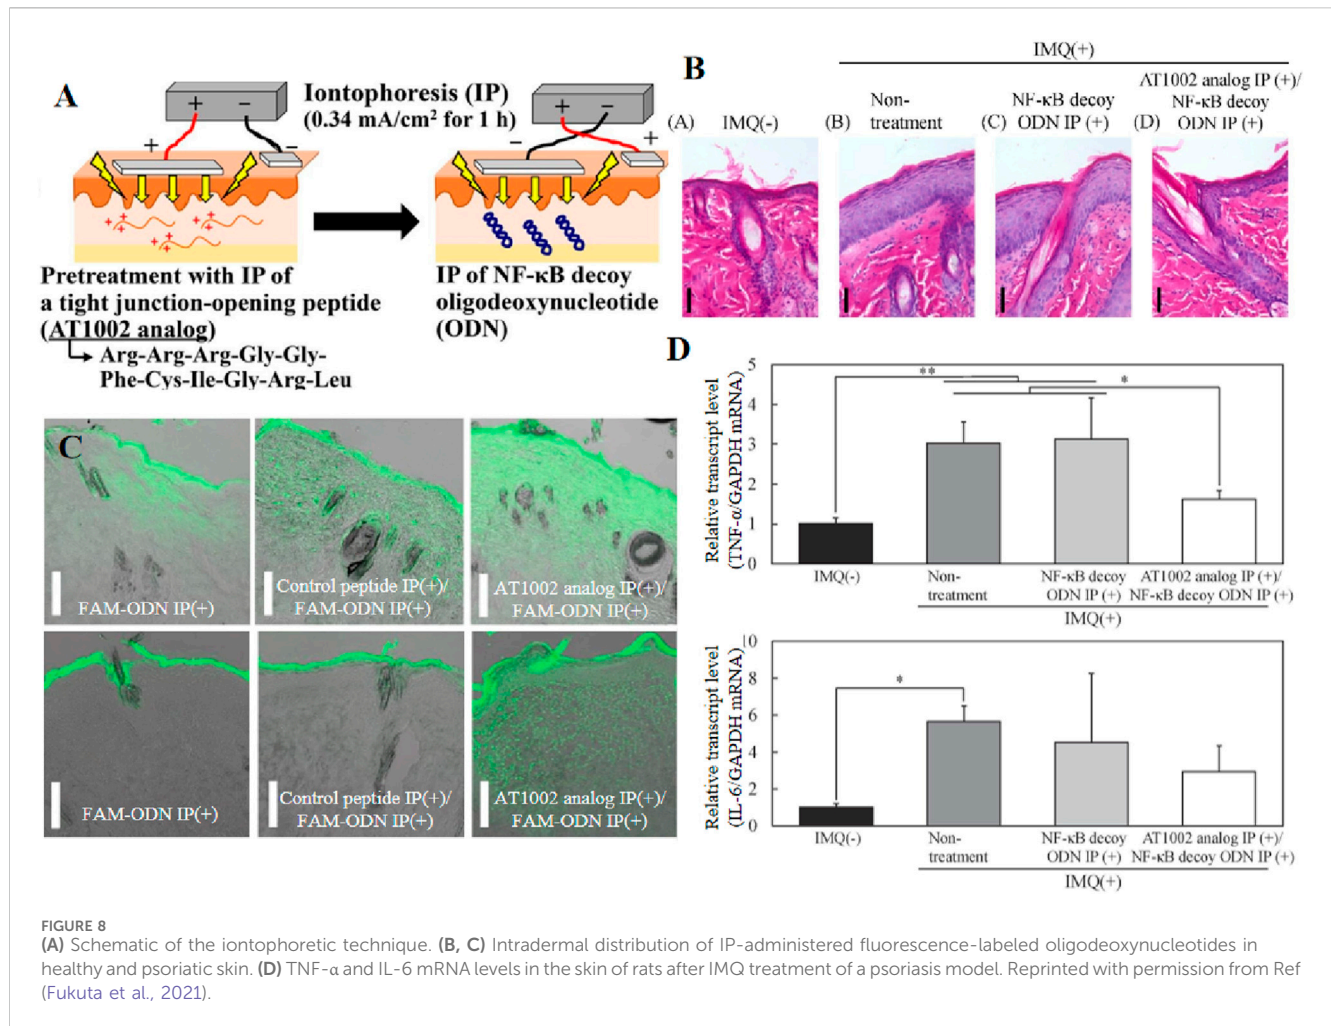 A
+
−
Iontophoresis (IP)
(0.34 mA/cm² for 1 h)
+
−
+
−
−
+
+ + + + + + + + +
Pretreatment with IP of
a tight junction-opening peptide
(AT1002 analog)
Arg-Arg-Arg-Gly-Gly-
Phe-Cys-Ile-Gly-Arg-Leu
IP of NF-κB decoy
oligodeoxynucleotide
(ODN)
B
IMQ(+)
(A)
IMQ(-)
(B)
Non-
treatment
(C)
NF-κB decoy
ODN IP (+)
(D)
AT1002 analog IP (+)/
NF-κB decoy
ODN IP (+)
C
FAM-ODN IP(+)
Control peptide IP(+)/
FAM-ODN IP(+)
AT1002 analog IP(+)/
FAM-ODN IP(+)
FAM-ODN IP(+)
Control peptide IP(+)/
FAM-ODN IP(+)
AT1002 analog IP(+)/
FAM-ODN IP(+)
D
Relative transcript level
(TNF-α/GAPDH mRNA)
5
4
3
2
1
0
**
*
IMQ(-)
Non-
treatment
NF-κB decoy
ODN IP (+)
AT1002 analog IP (+)/
NF-κB decoy ODN IP (+)
IMQ(+)
Relative transcript level
(IL-6/GAPDH mRNA)
10
8
6
4
2
0
*
IMQ(-)
Non-
treatment
NF-κB decoy
ODN IP (+)
AT1002 analog IP (+)/
NF-κB decoy ODN IP (+)
IMQ(+)
FIGURE 8
(A) Schematic of the iontophoretic technique. (B, C) Intradermal distribution of IP-administered fluorescence-labeled oligodeoxynucleotides in
healthy and psoriatic skin. (D) TNF-α and IL-6 mRNA levels in the skin of rats after IMQ treatment of a psoriasis model. Reprinted with permission from Ref
(Fukuta et al., 2021).